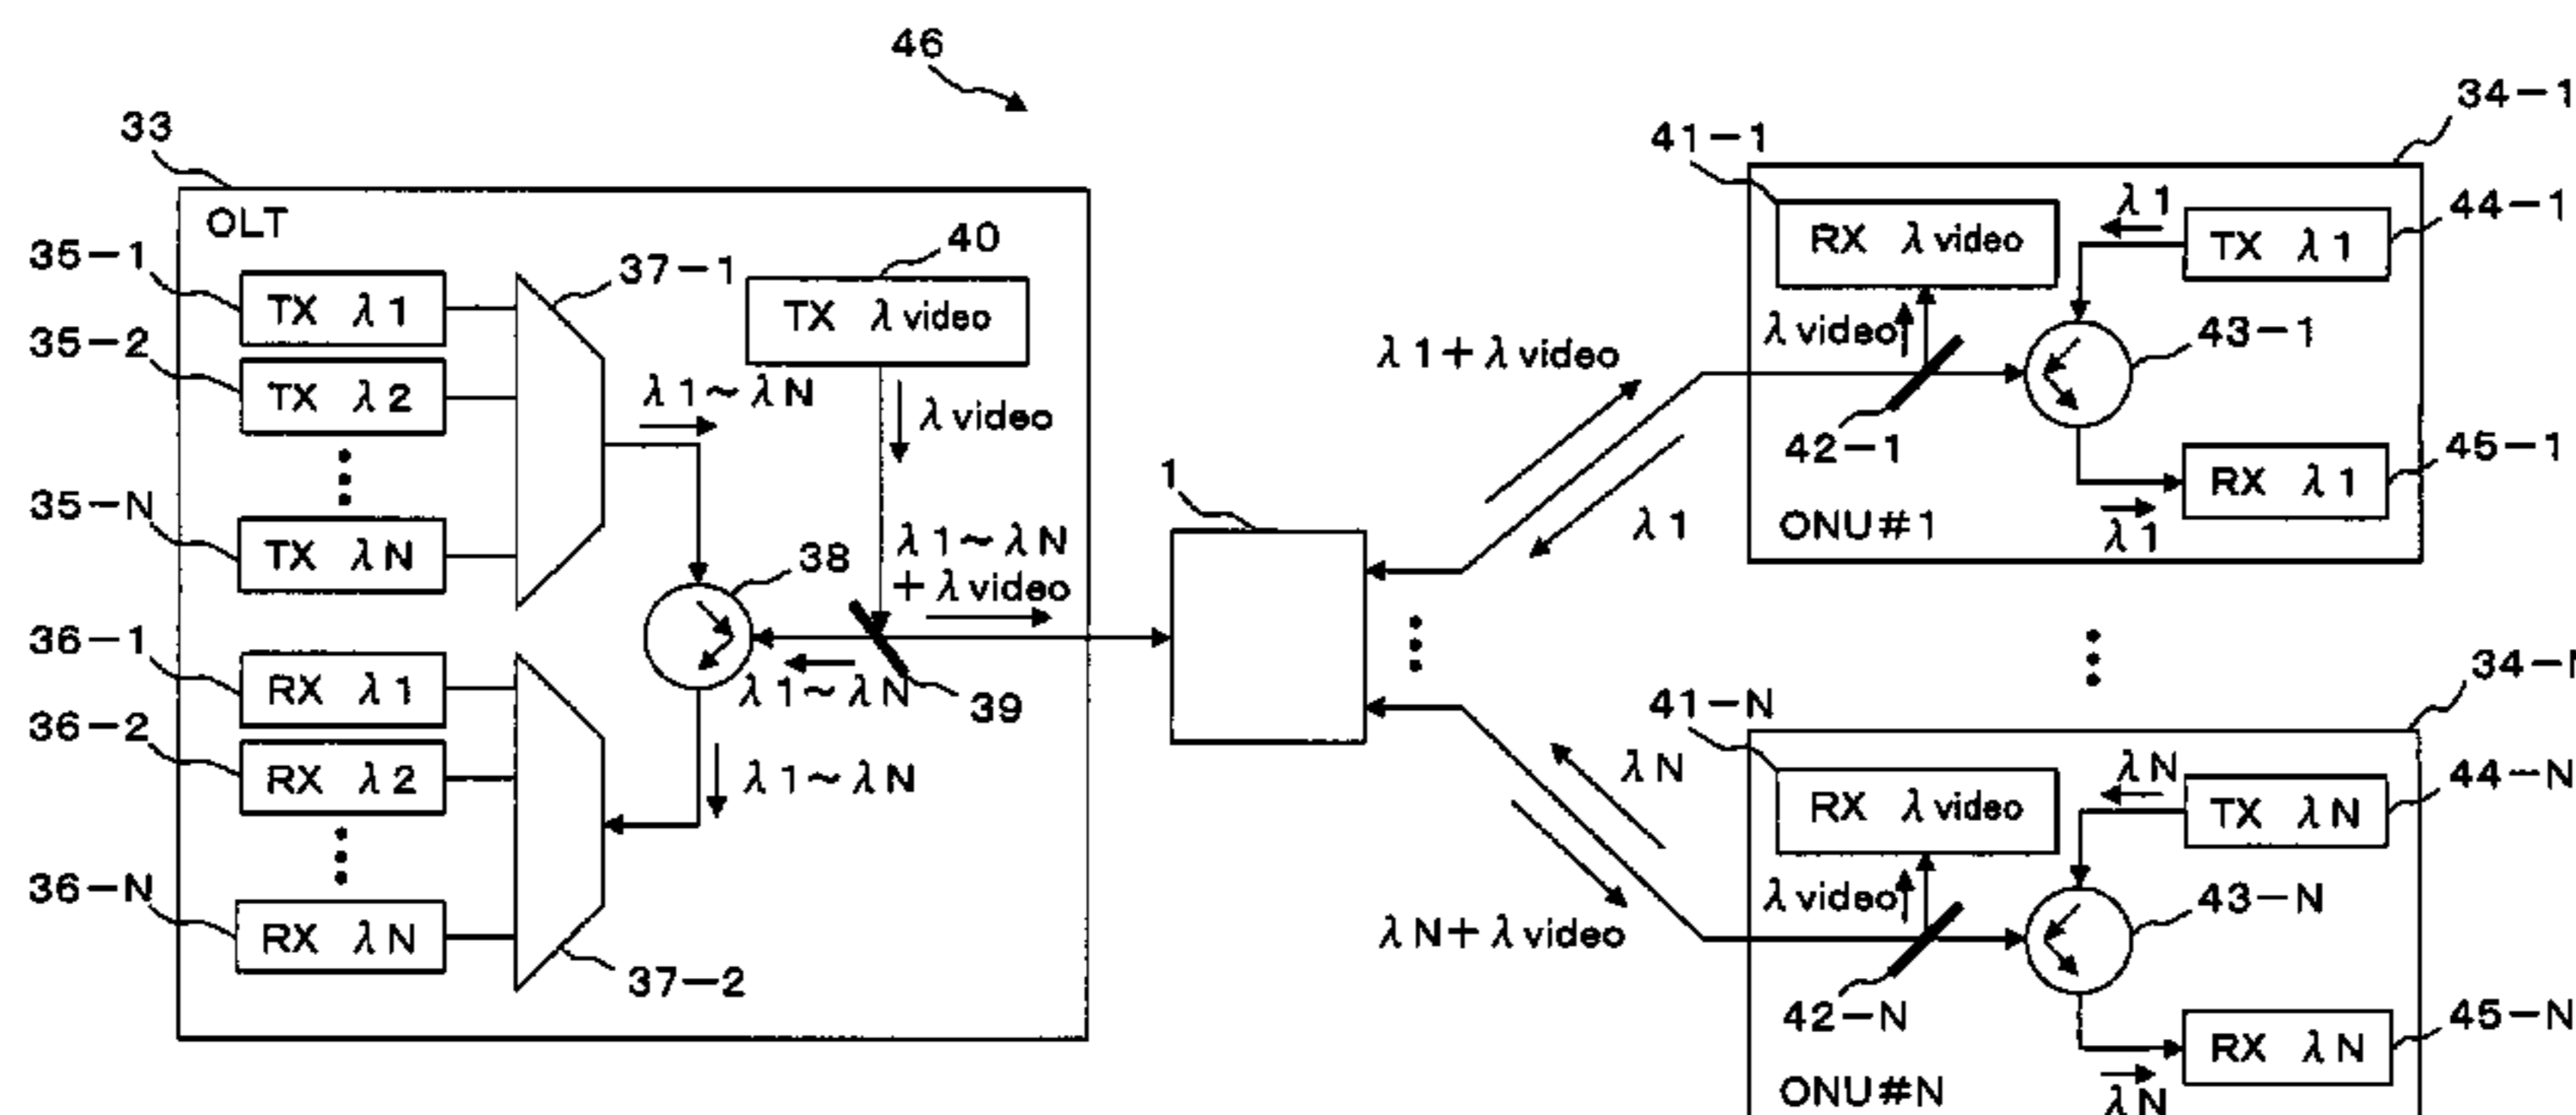 46
33
OLT
35-1
TX λ1
35-2
TX λ2
35-N
TX λN
36-1
RX λ1
36-2
RX λ2
36-N
RX λN
37-1
37-2
40
TX λvideo
λ1~λN
λvideo
λ1~λN
+λvideo
38
λ1~λN
39
λ1~λN
1
λ1+λvideo
λ1
λN
λN+λvideo
34-1
41-1
RX λvideo
λ1
TX λ1
44-1
λvideo
43-1
42-1
RX λ1
45-1
λ1
ONU#1
34-N
41-N
RX λvideo
λN
TX λN
44-N
λvideo
43-N
42-N
RX λN
45-N
λN
ONU#N